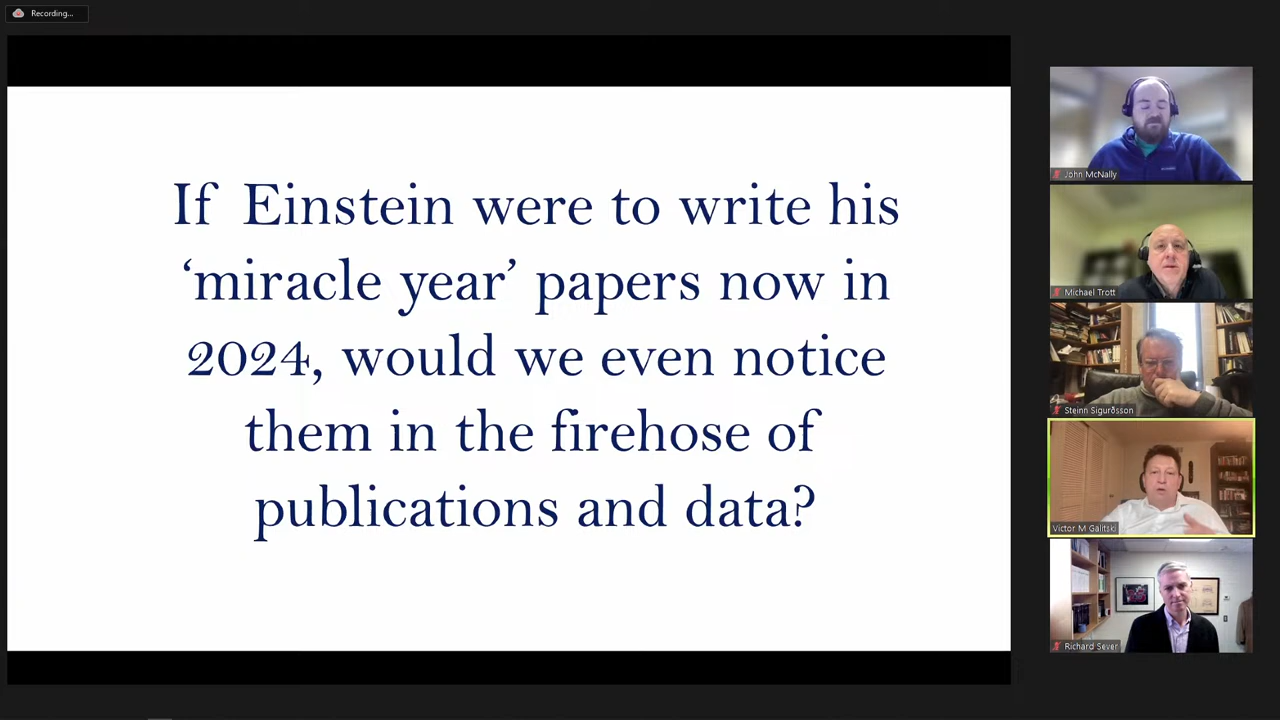 Recording...
If Einstein were to write his
‘miracle year’ papers now in
2024, would we even notice
them in the firehose of
publications and data?
John McNally
Michael Trott
Steinn Sigurðsson
Victor M Galitski
Richard Sever